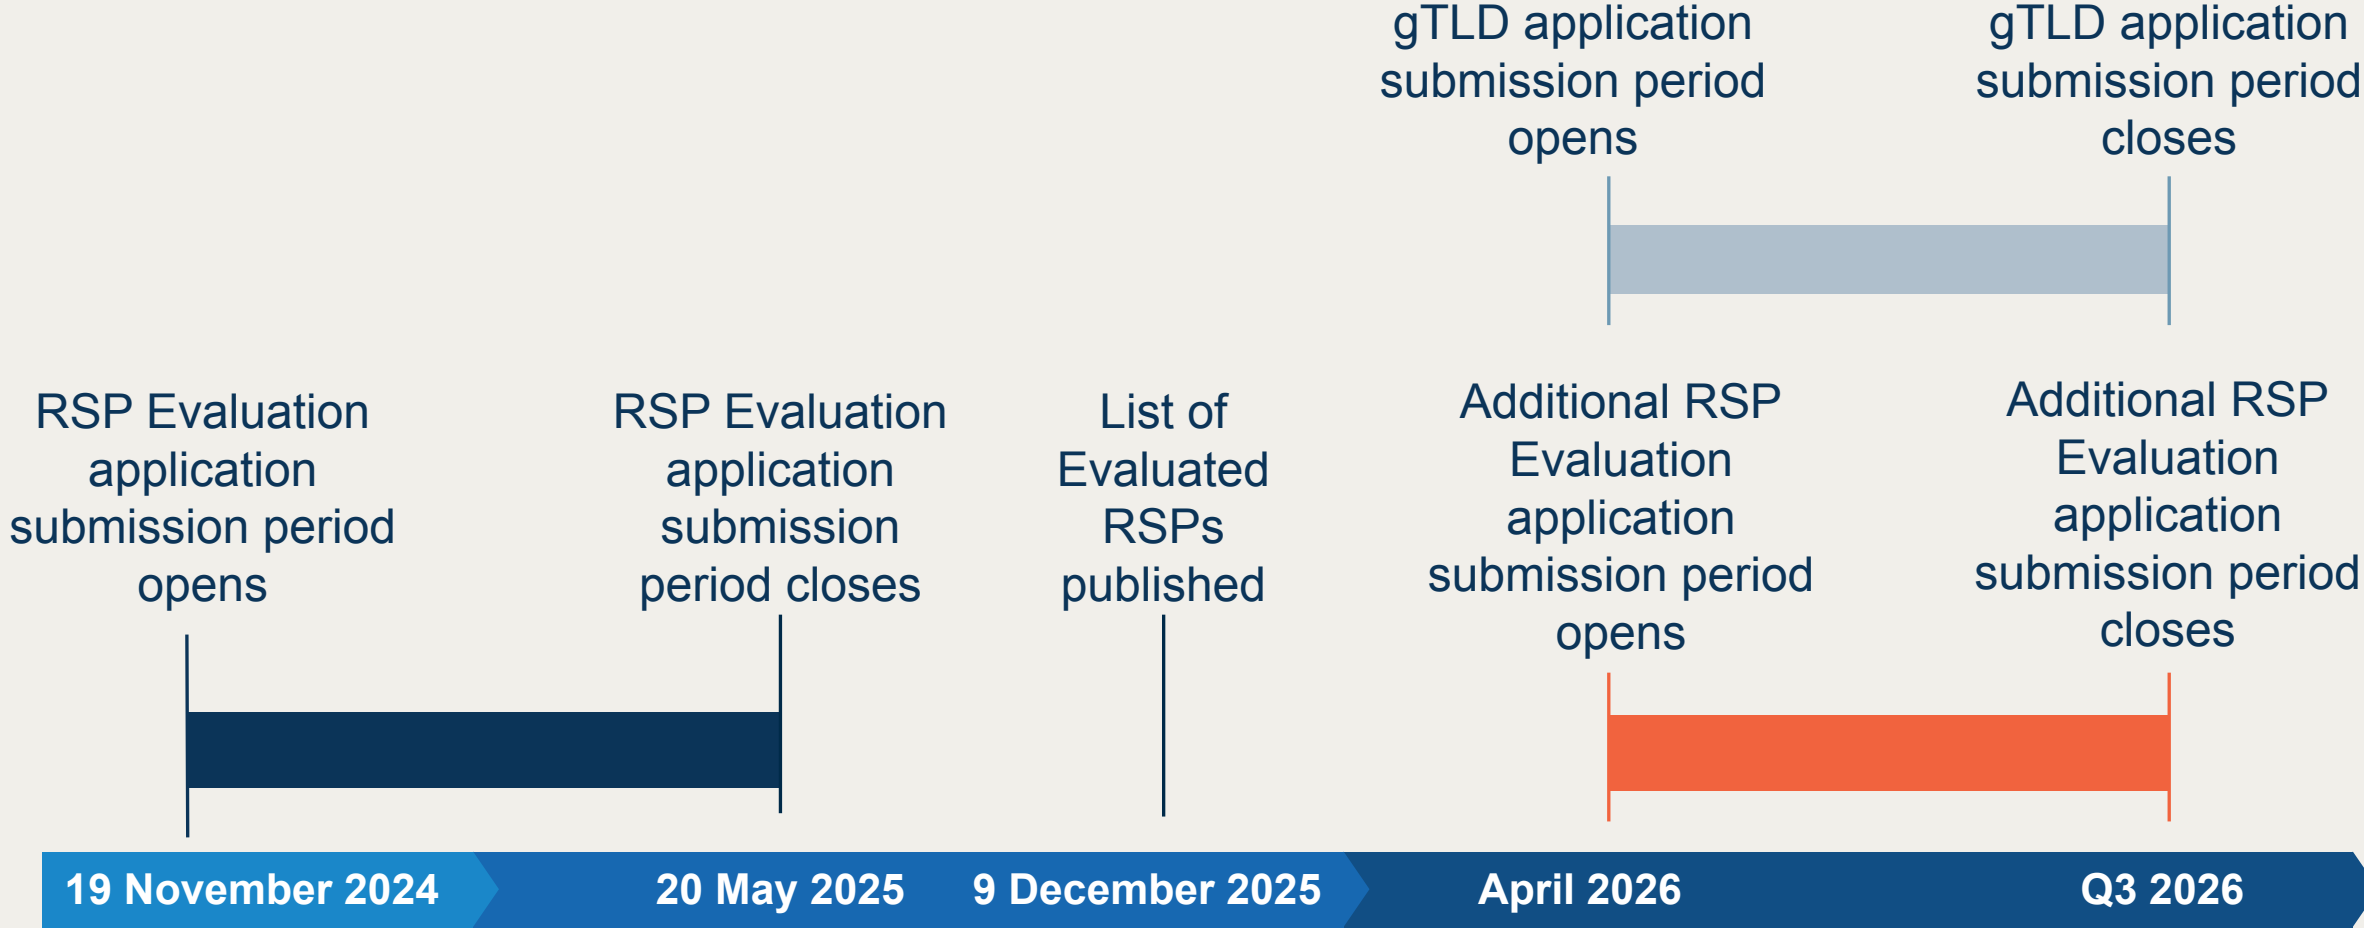 gTLD application
submission period
opens
gTLD application
submission period
closes
RSP Evaluation
application
submission period
opens
RSP Evaluation
application
submission
period closes
List of
Evaluated
RSPs
published
Additional RSP
Evaluation
application
submission period
opens
Additional RSP
Evaluation
application
submission period
closes
19 November 2024
20 May 2025
9 December 2025
April 2026
Q3 2026